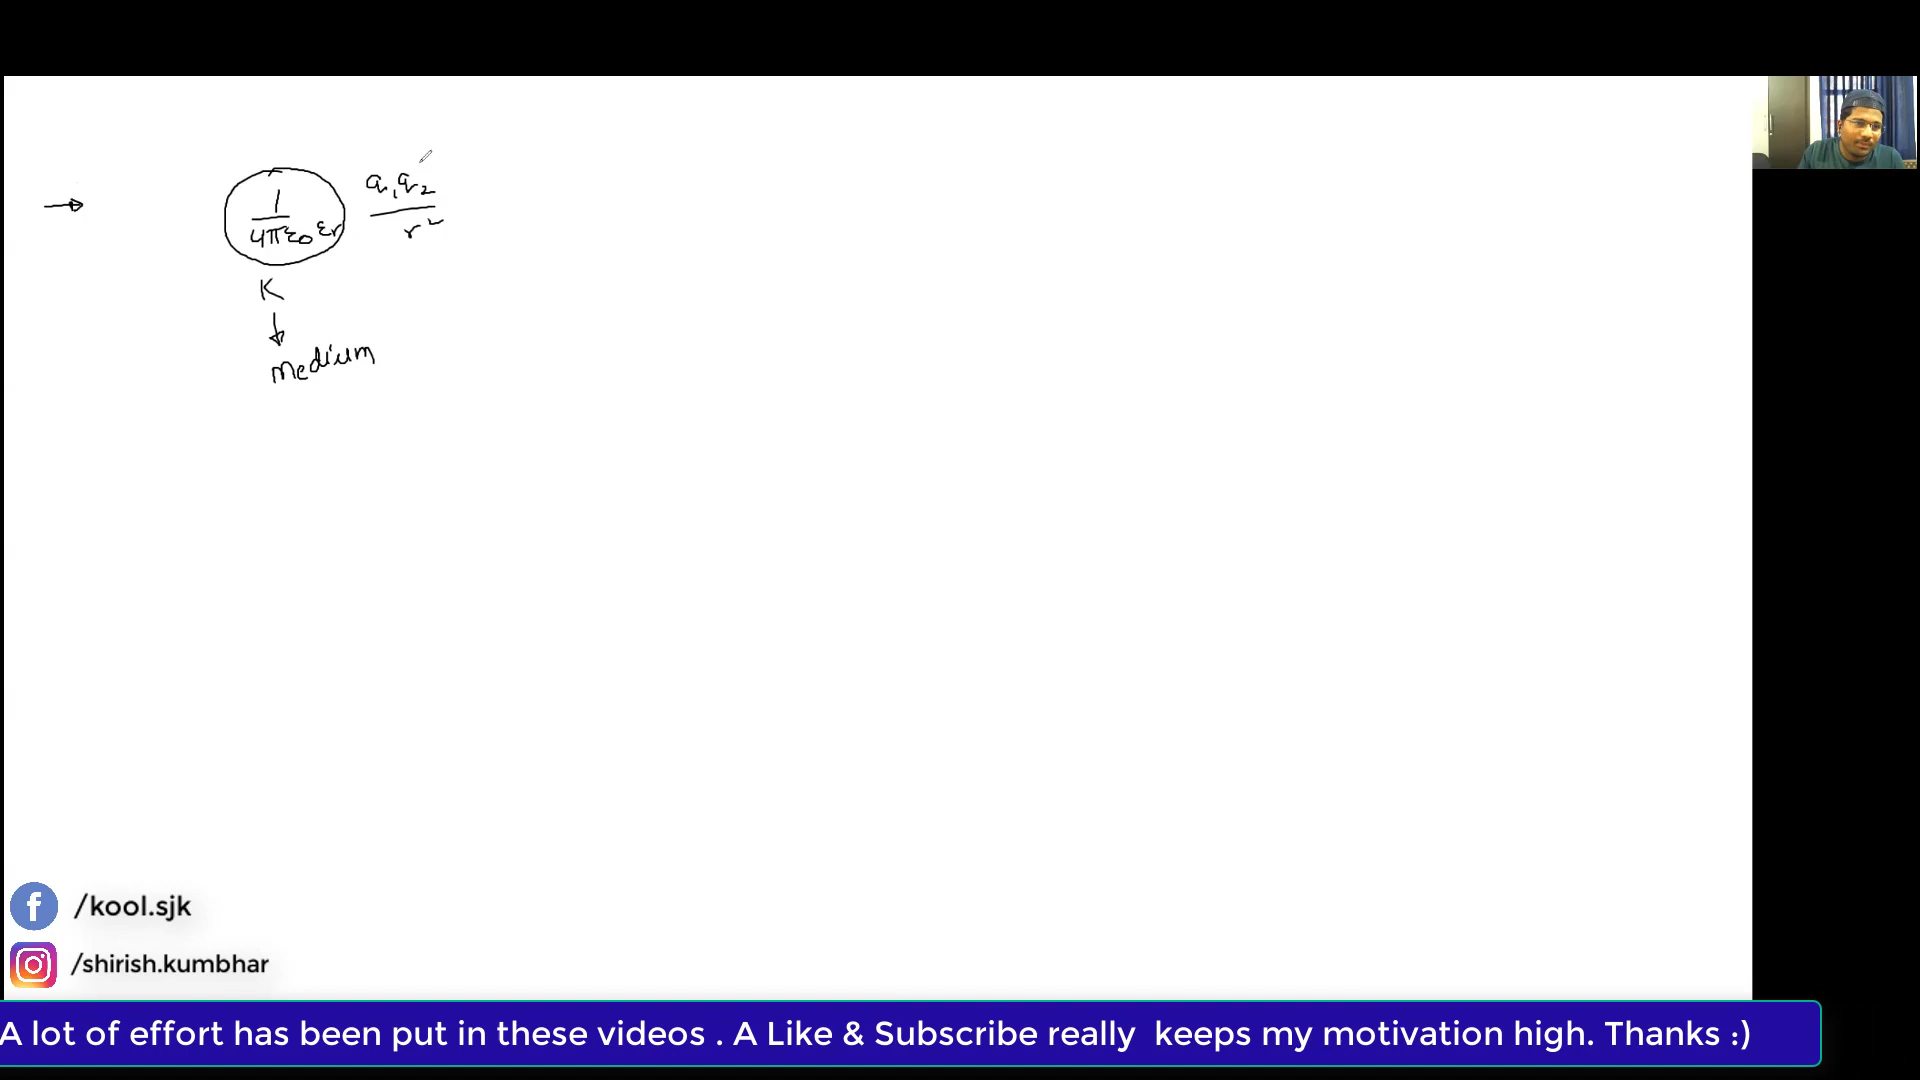 → 1/4πε₀εr q₁q₂/r²
K
↓
medium
/kool.sjk
/shirish.kumbhar
A lot of effort has been put in these videos . A Like & Subscribe really keeps my motivation high. Thanks :)